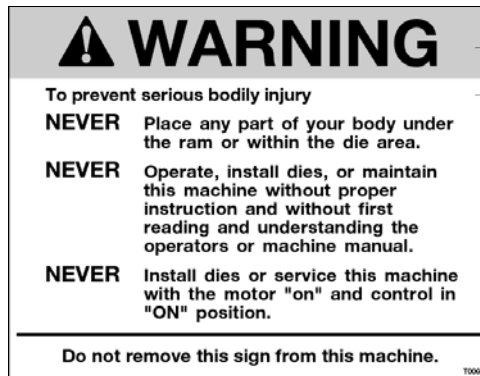 WARNING
To prevent serious bodily injury
NEVER Place any part of your body under
the ram or within the die area.
NEVER Operate, install dies, or maintain
this machine without proper
instruction and without first
reading and understanding the
operators or machine manual.
NEVER Install dies or service this machine
with the motor "on" and control in
"ON" position.
Do not remove this sign from this machine.